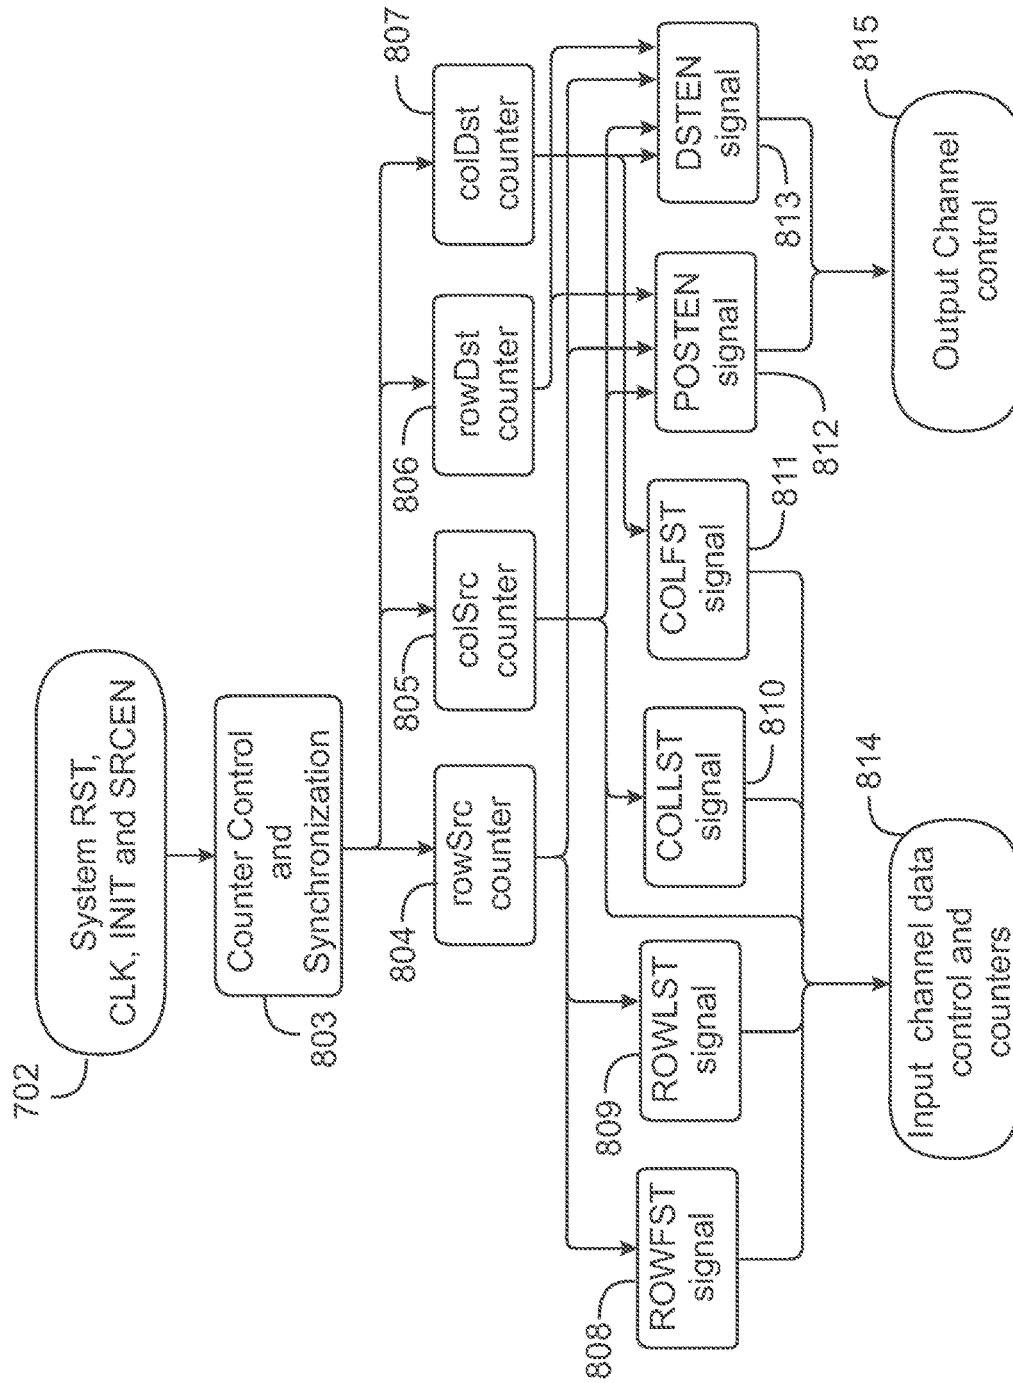 702
System RST,
CLK, INIT and SRCEN
803
Counter Control
and
Synchronization
804
rowSrc
counter
805
colSrc
counter
806
rowDst
counter
807
colDst
counter
808
ROWFST
signal
809
ROWLST
signal
COLLST
signal
810
COLFST
signal
811
POSTEN
signal
812
DSTEN
signal
813
814
Input channel data
control and
counters
815
Output Channel
control